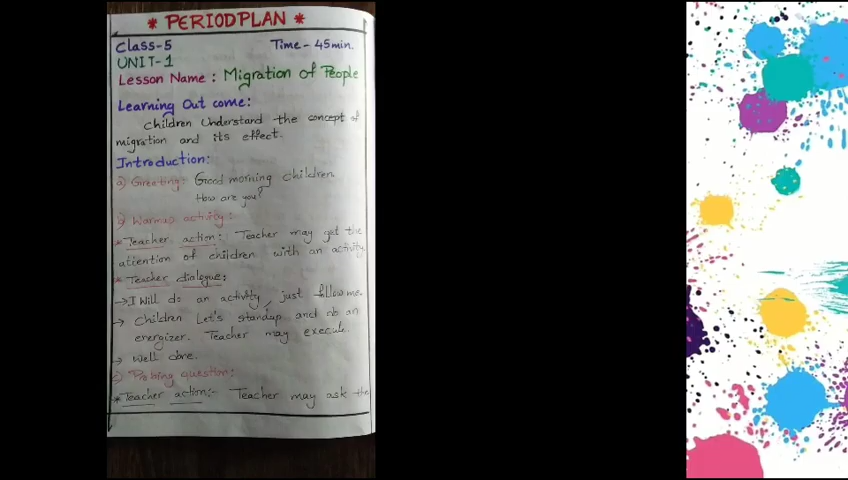 * PERIODPLAN *
Class-5 Time - 45min.
UNIT-1
Lesson Name : Migration of People
Learning Out come:
Children Understand the concept of
migration and its effect.
Introduction:
a) Greeting: Good morning children.
How are you?
b) Warmup activity:
* Teacher action: Teacher may get the
attention of children with an activity.
* Teacher dialogue:
→ I Will do an activity, just follow me.
→ Children Let's standup and do an
energizer. Teacher may execute.
→ Well done.
c) Probing question:
* Teacher action:- Teacher may ask the